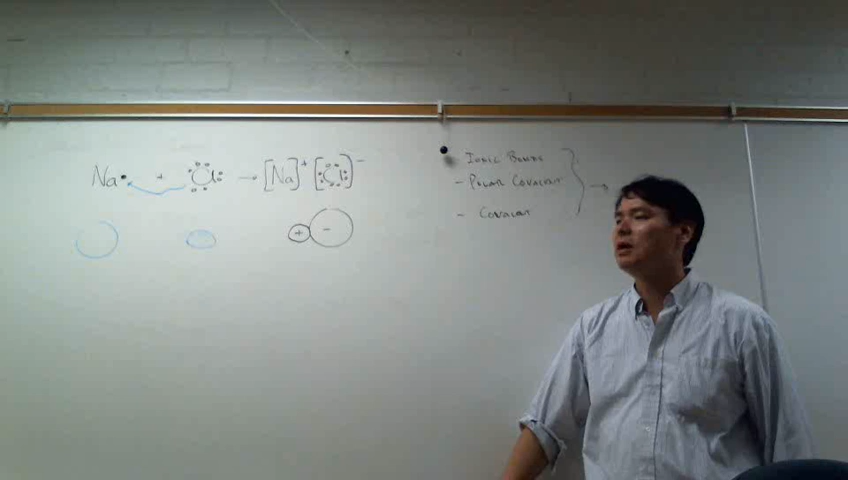 Na• + Cl → [Na]⁺ [Cl]⁻
+ -
Ionic Bonds
- Polar Covalent
- Covalent